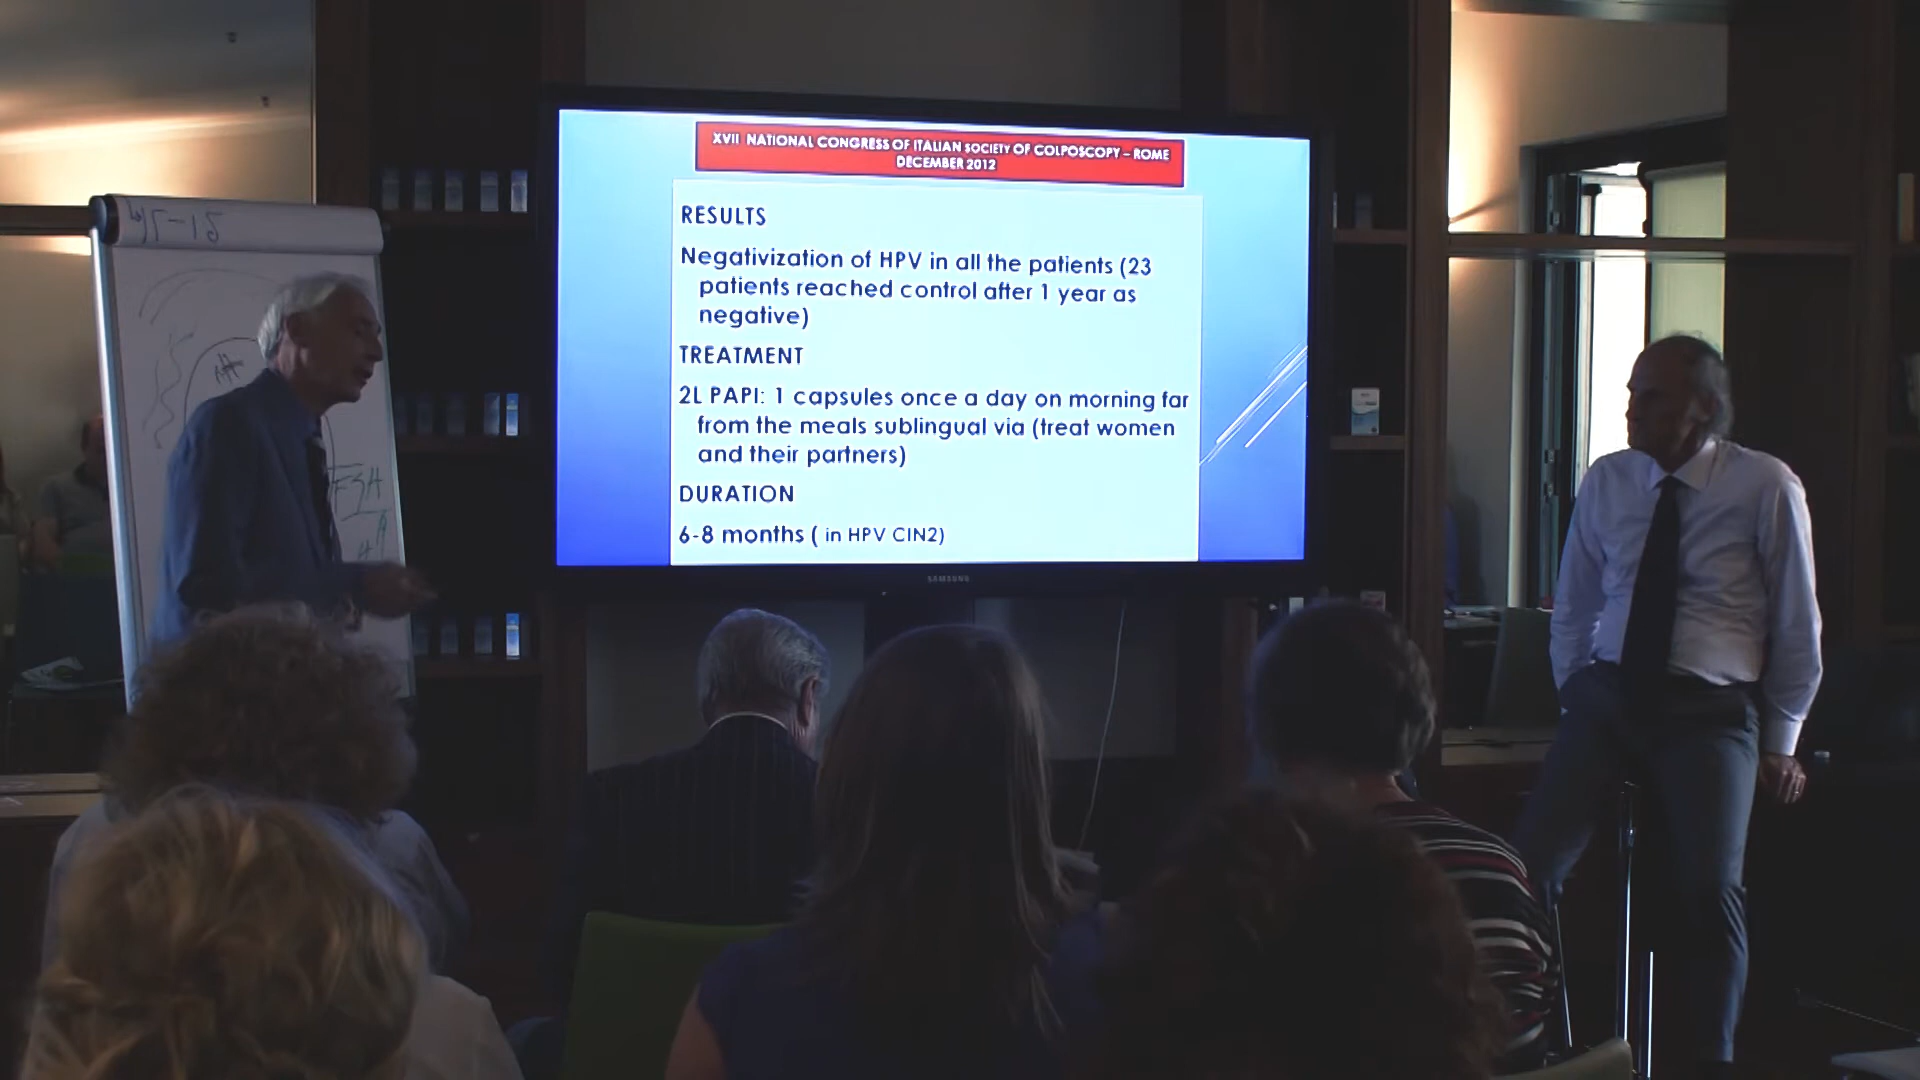 XVII NATIONAL CONGRESS OF ITALIAN SOCIETY OF COLPOSCOPY – ROME
DECEMBER 2012
RESULTS
Negativization of HPV in all the patients (23
patients reached control after 1 year as
negative)
TREATMENT
2L PAPI: 1 capsules once a day on morning far
from the meals sublingual via (treat women
and their partners)
DURATION
6-8 months ( in HPV CIN2)
SAMSUNG
FSH